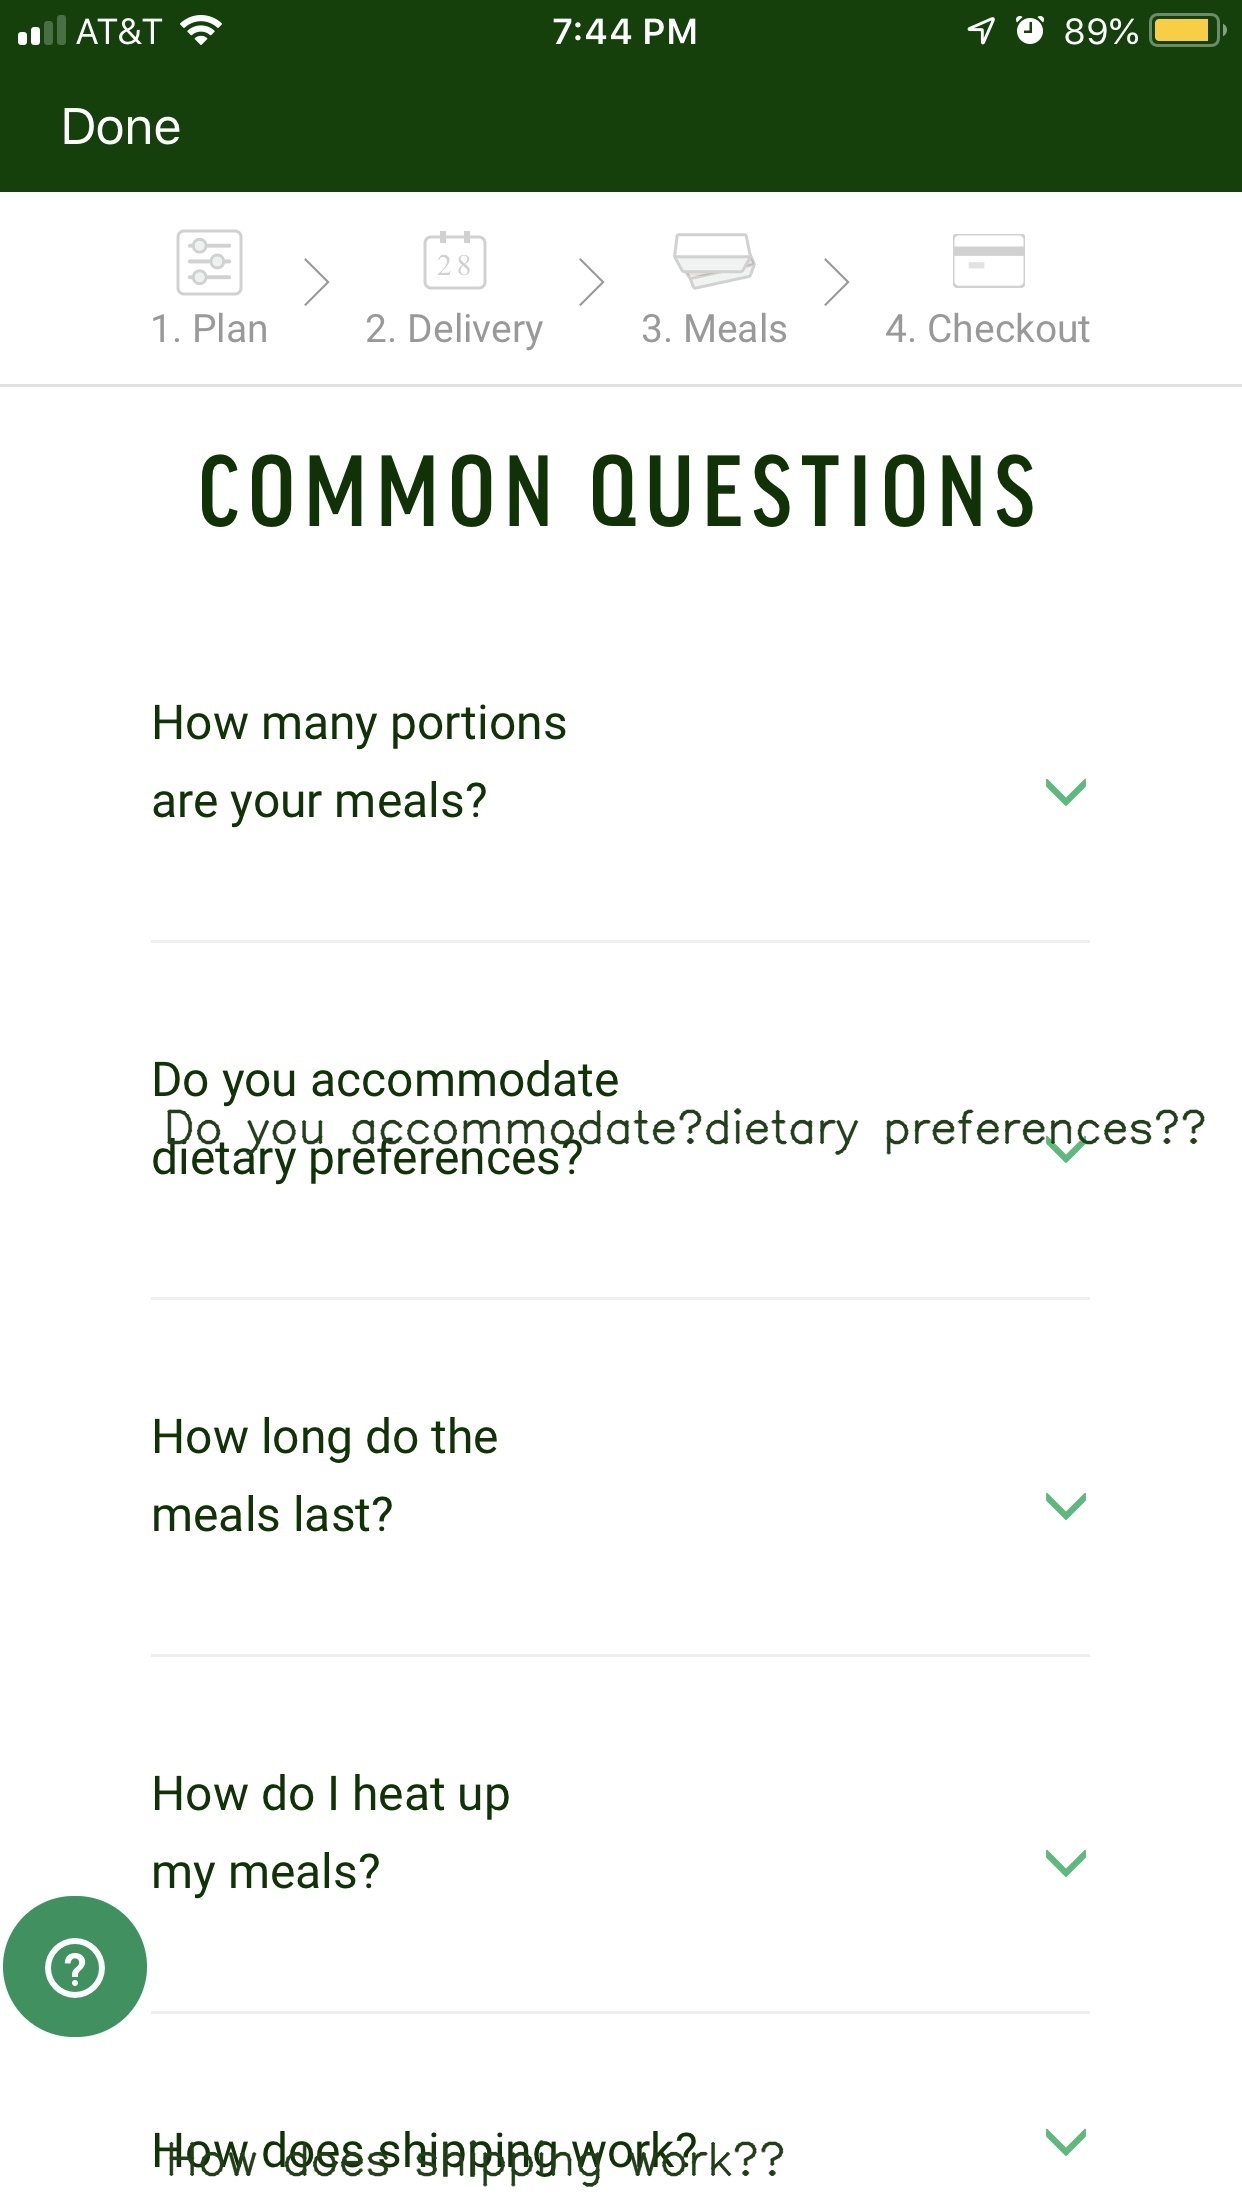 AT&T 7:44 PM 89%
Done
28
1. Plan 2. Delivery 3. Meals 4. Checkout
COMMON QUESTIONS
How many portions
are your meals?
Do you accommodate
Do you accommodate?dietary preferences??
dietary preferences?
How long do the
meals last?
How do I heat up
my meals?
?
How does shipping work?
How does shipping work??